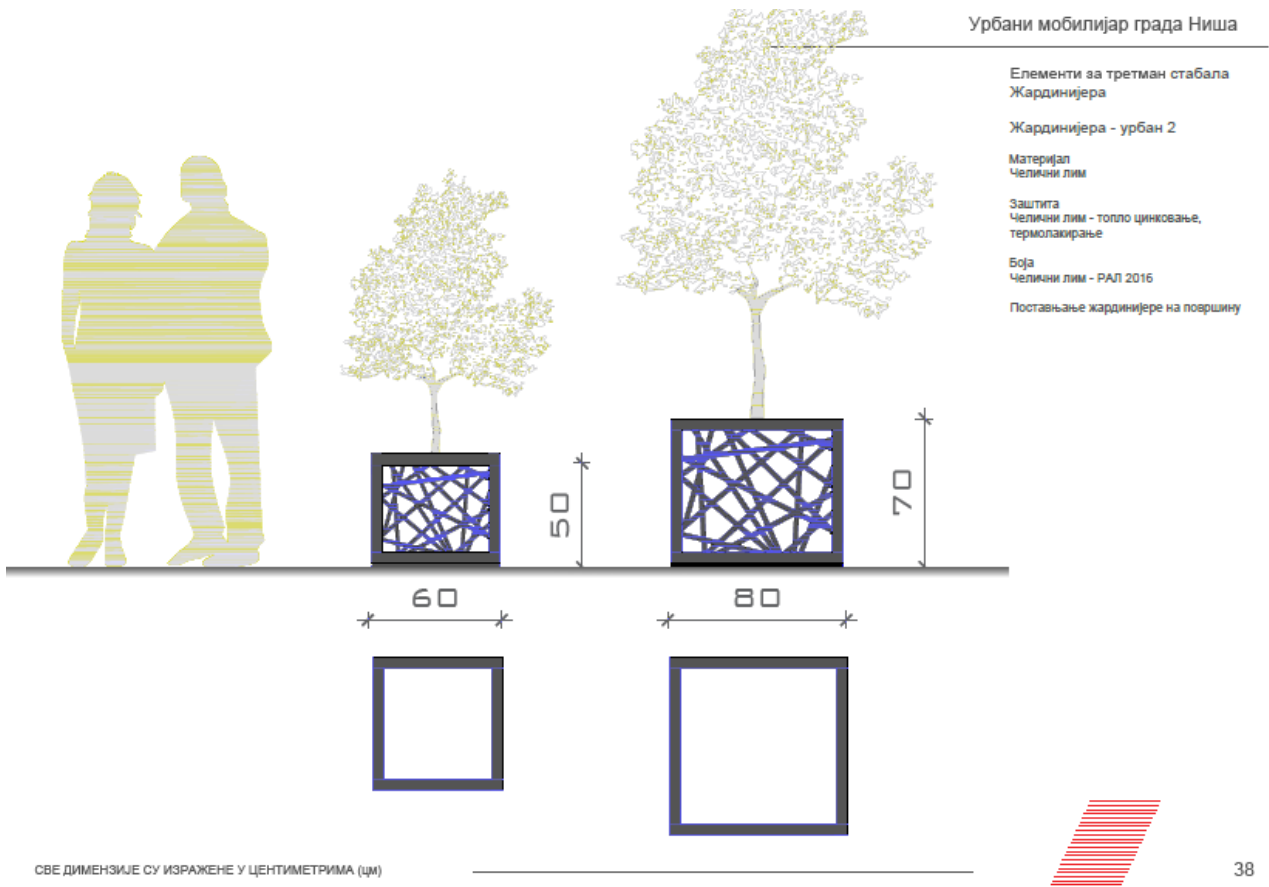 Урбани мобилијар града Ниша
Елементи за третман стабала
Жардинијера
Жардинијера - урбан 2
Материјал
Челични лим
Заштита
Челични лим - топло цинковање,
термолакирање
Боја
Челични лим - РАЛ 2016
Постављање жардинијере на површину
50
70
60
80
СВЕ ДИМЕНЗИЈЕ СУ ИЗРАЖЕНЕ У ЦЕНТИМЕТРИМА (цм)
38